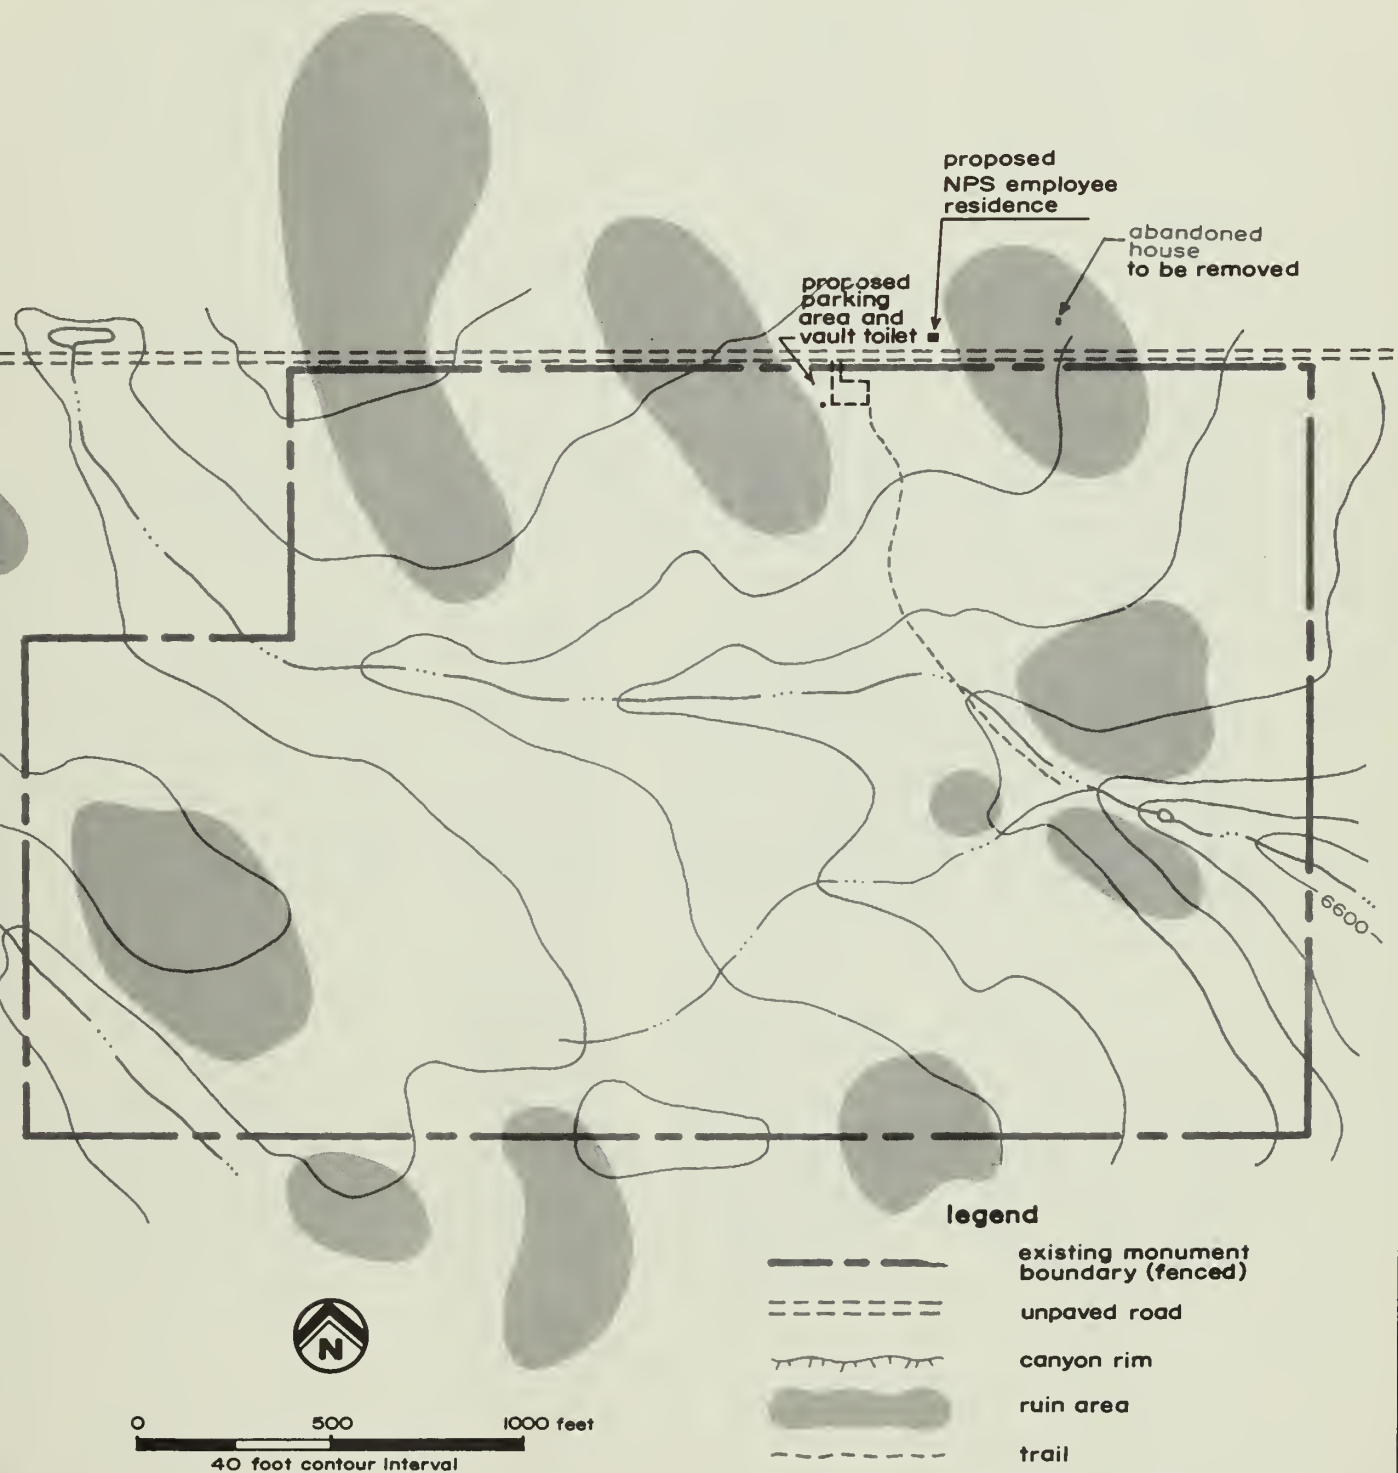 proposed
NPS employee
residence
abandoned
house
to be removed
proposed
parking
area and
vault toilet
6600
legend
existing monument
boundary (fenced)
unpaved road
canyon rim
ruin area
trail
N
0 500 1000 feet
40 foot contour interval